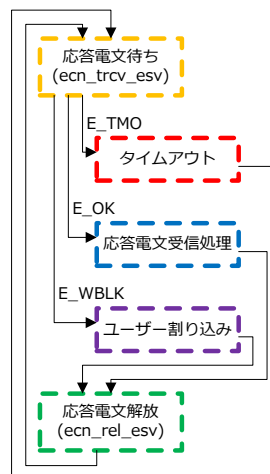 応答電文待ち
(ecn_trcv_esv)
E_TMO
タイムアウト
E_OK
応答電文受信処理
E_WBLK
ユーザー割り込み
応答電文解放
(ecn_rel_esv)